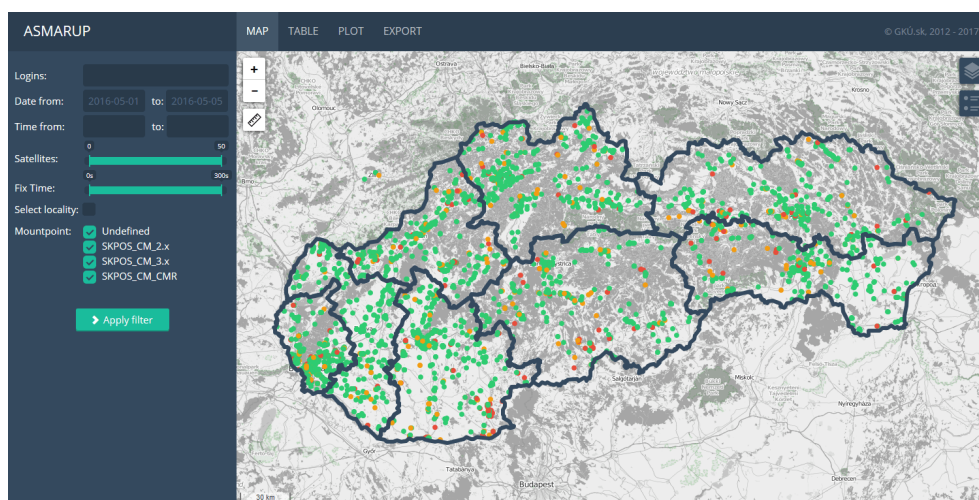 ASMARUP
MAP TABLE PLOT EXPORT
© GKÚ.sk, 2012 - 2017
Logins:
Date from: 2016-05-01 to: 2016-05-05
Time from: to:
0 50
Satellites:
0s 300s
Fix Time:
Select locality:
Mountpoint: Undefined
SKPOS_CM_2.x
SKPOS_CM_3.x
SKPOS_CM_CMR
Apply filter
+
−
Ostrava
Bielsko-Biała
Krosno
Nowy Sącz
Olomouc
Salgótarján
Miskolc
Nyíregyháza
Győr
Tatabánya
Budapest
Debrecen
30 km